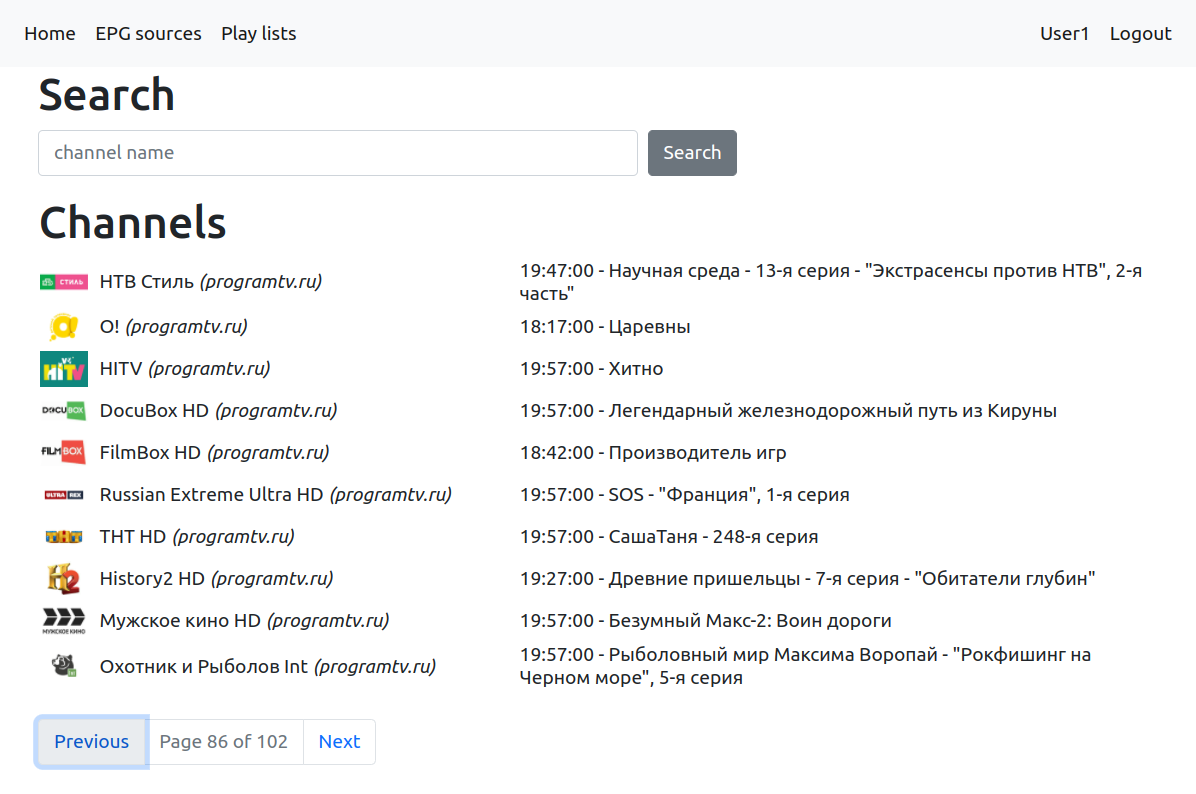 Home EPG sources Play lists User1 Logout
Search
channel name Search
Channels
СТИЛЬ НТВ Стиль (programtv.ru) 19:47:00 - Научная среда - 13-я серия - "Экстрасенсы против НТВ", 2-я
часть"
О! (programtv.ru) 18:17:00 - Царевны
HITV HITV (programtv.ru) 19:57:00 - Хитно
DOCUBOX DocuBox HD (programtv.ru) 19:57:00 - Легендарный железнодорожный путь из Кируны
FILMBOX FilmBox HD (programtv.ru) 18:42:00 - Производитель игр
ULTRA REX Russian Extreme Ultra HD (programtv.ru) 19:57:00 - SOS - "Франция", 1-я серия
ТНТ ТНТ HD (programtv.ru) 19:57:00 - СашаТаня - 248-я серия
H2 History2 HD (programtv.ru) 19:27:00 - Древние пришельцы - 7-я серия - "Обитатели глубин"
МУЖСКОЕ КИНО Мужское кино HD (programtv.ru) 19:57:00 - Безумный Макс-2: Воин дороги
Охотник и Рыболов Int (programtv.ru) 19:57:00 - Рыболовный мир Максима Воропай - "Рокфишинг на
Черном море", 5-я серия
Previous Page 86 of 102 Next